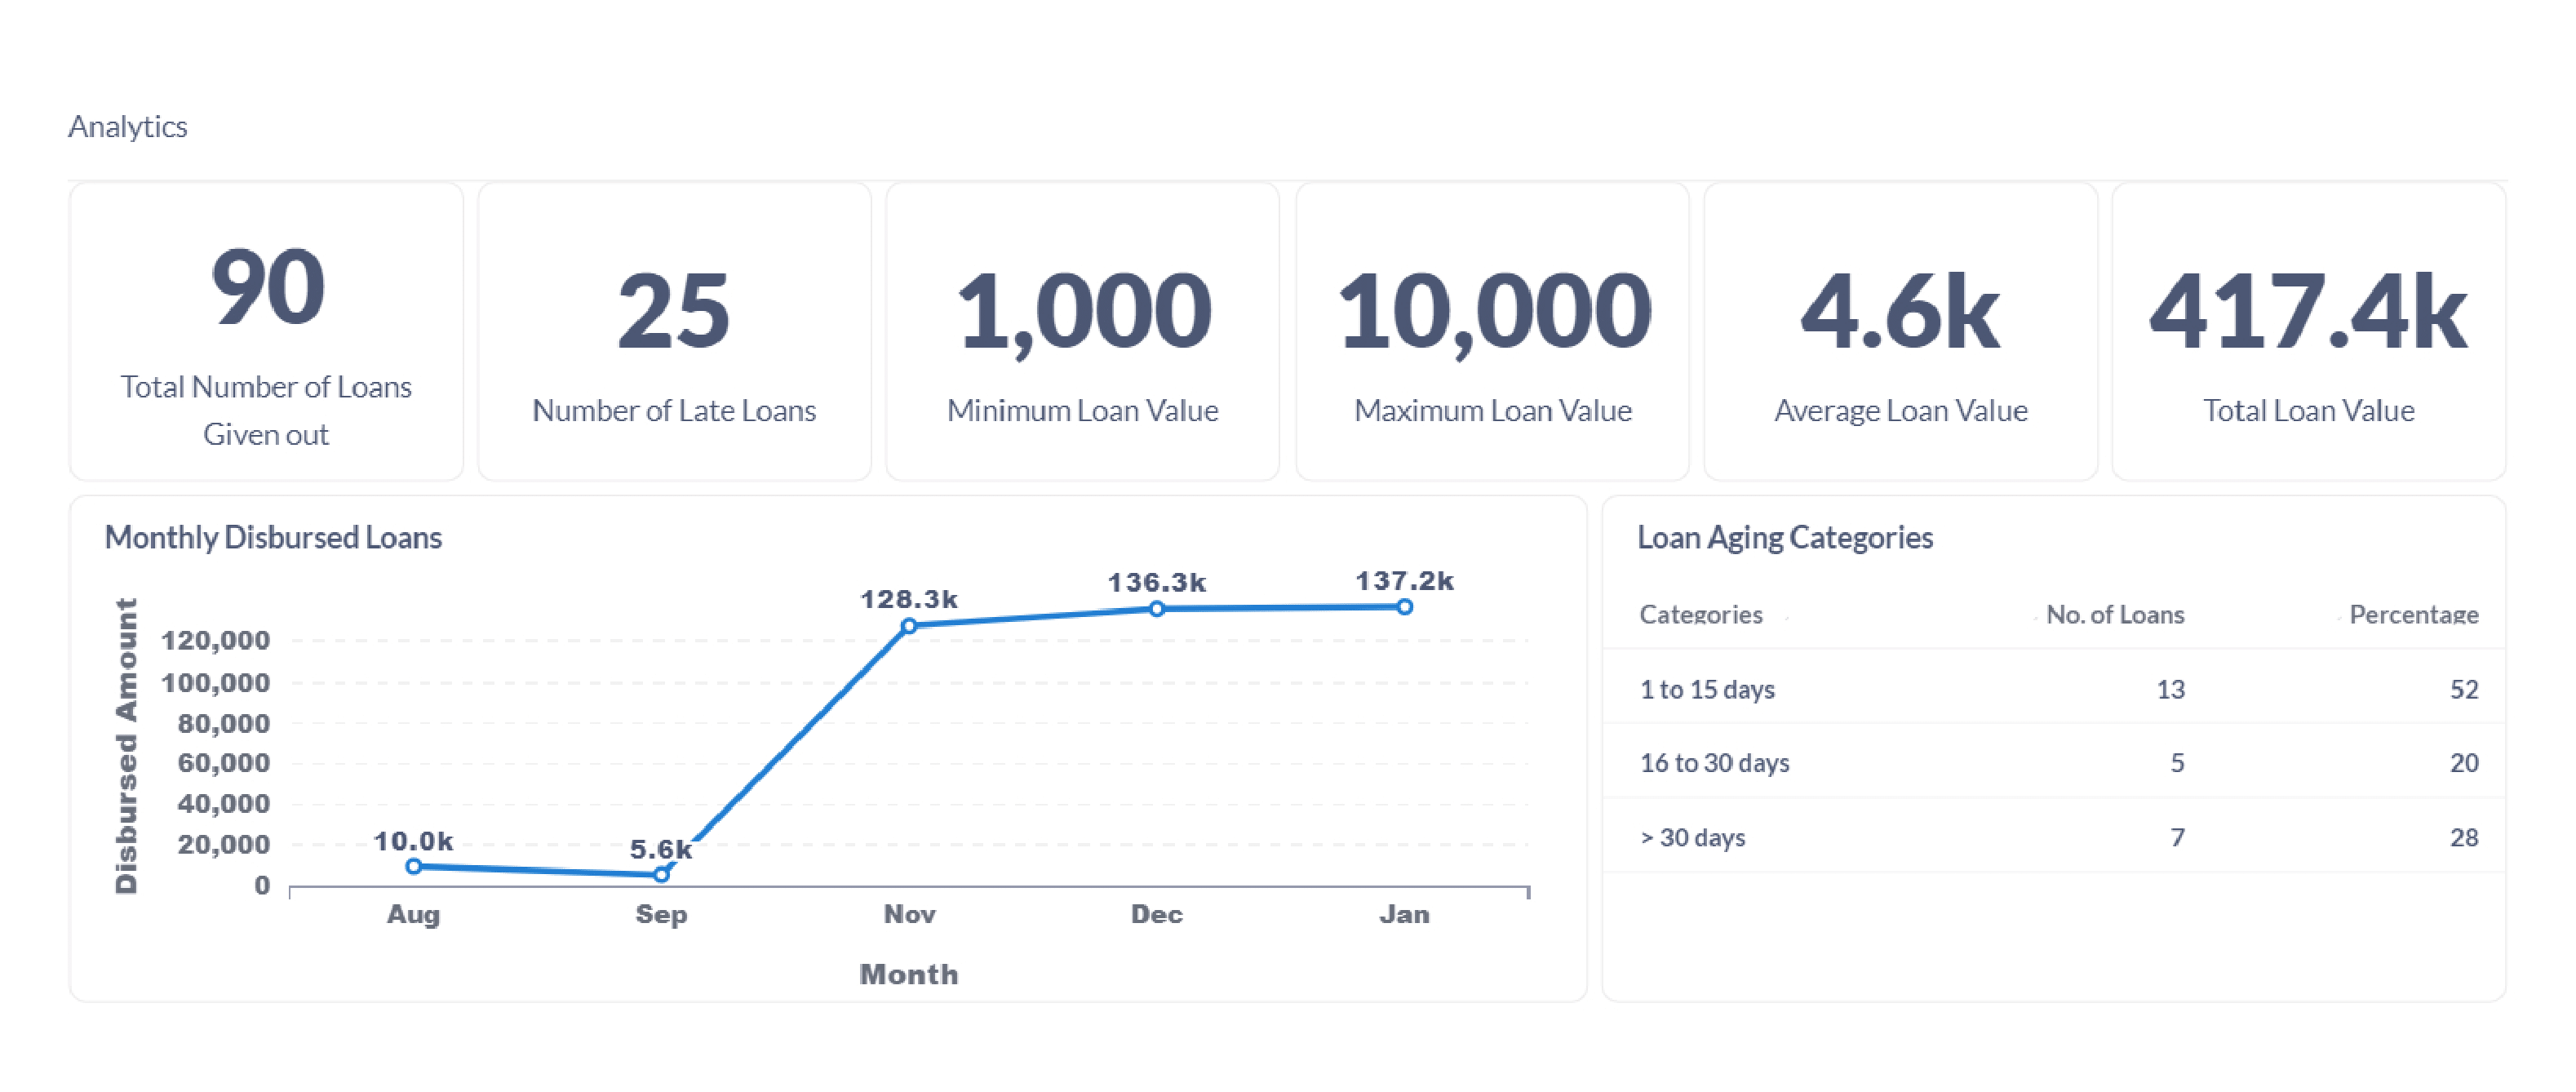 Analytics
90
Total Number of Loans
Given out
25
Number of Late Loans
1,000
Minimum Loan Value
10,000
Maximum Loan Value
4.6k
Average Loan Value
417.4k
Total Loan Value
Monthly Disbursed Loans
Disbursed Amount
120,000
100,000
80,000
60,000
40,000
20,000
0
10.0k
5.6k
128.3k
136.3k
137.2k
Aug Sep Nov Dec Jan
Month
Loan Aging Categories
Categories No. of Loans Percentage
1 to 15 days 13 52
16 to 30 days 5 20
> 30 days 7 28